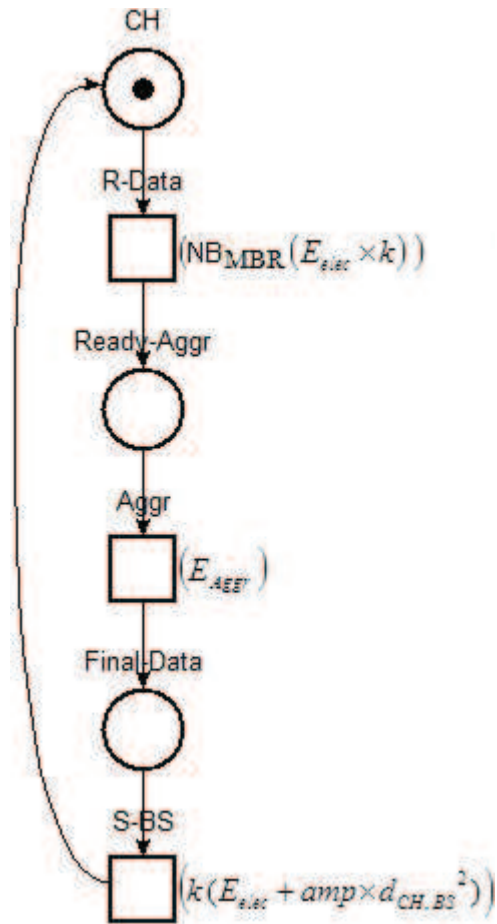 CH
R-Data
(NB_MBR(E_elec × k))
Ready-Aggr
Aggr
(E_Aggr)
Final-Data
S-BS
(k(E_elec + amp × d_CH,BS²))